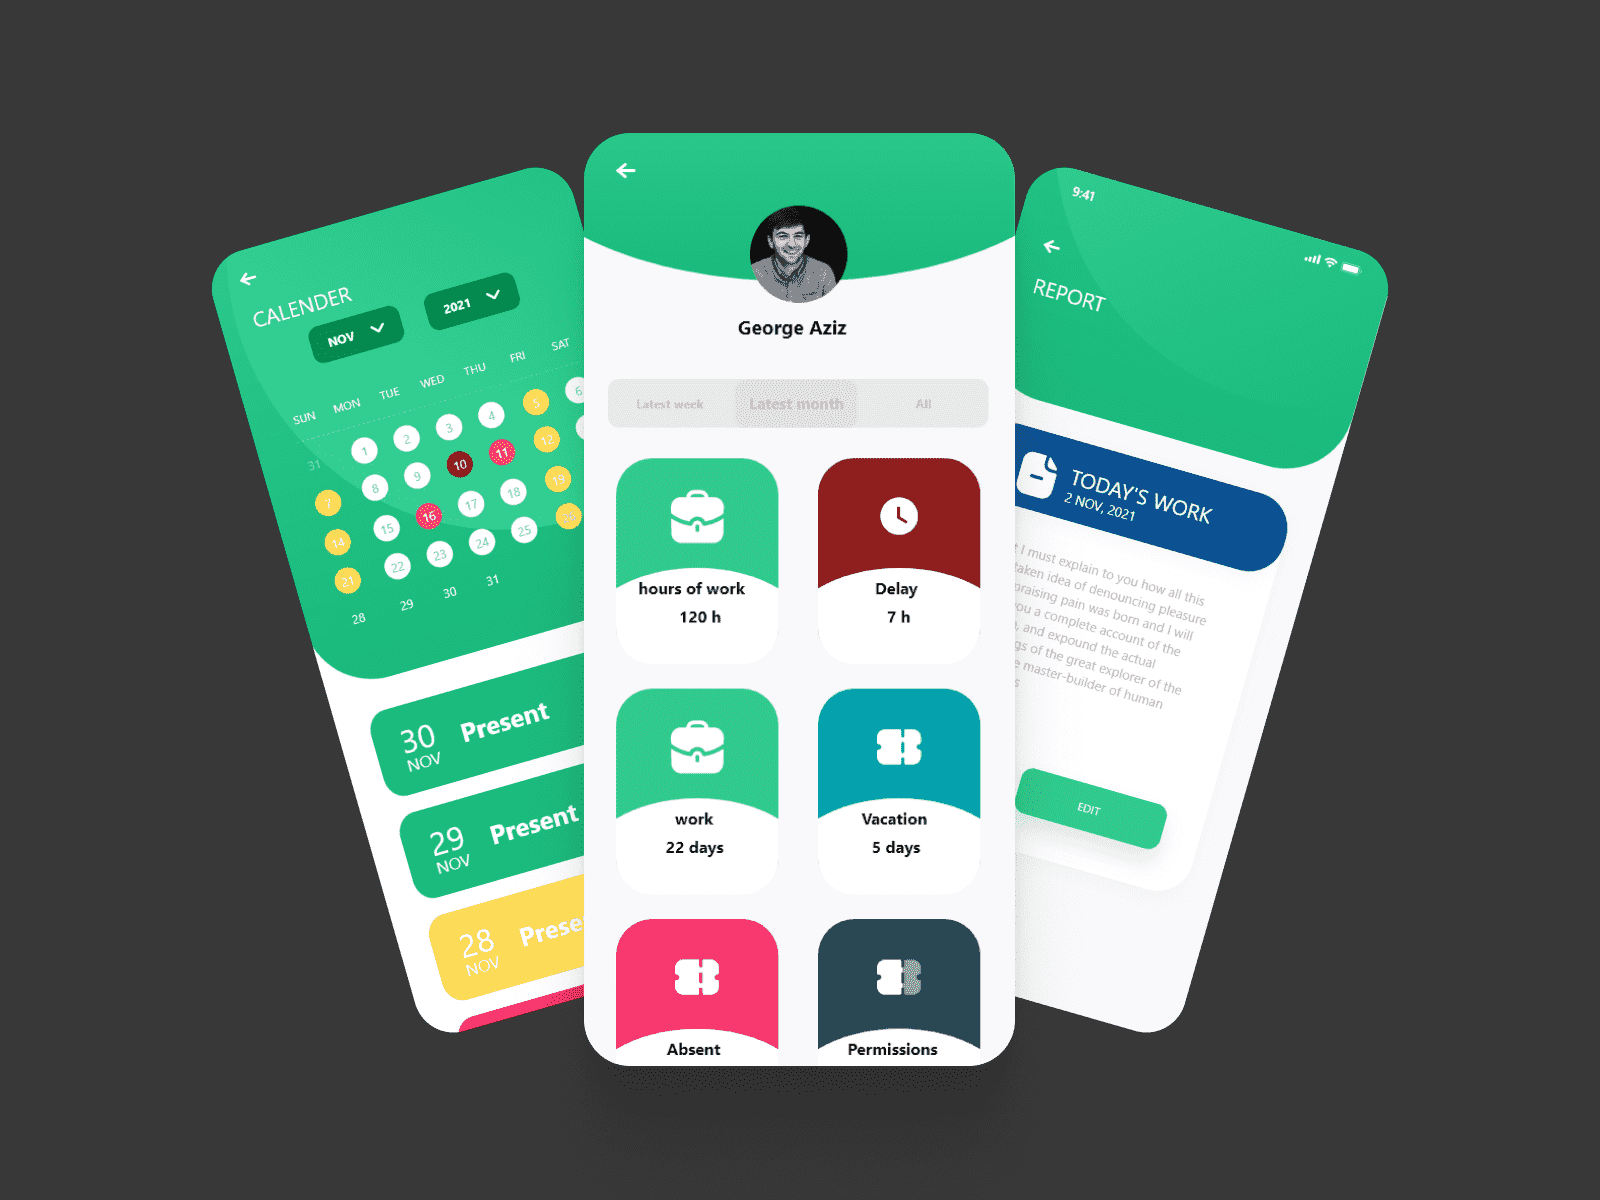 CALENDER
NOV
2021
SUN MON TUE WED THU FRI SAT
31 1 2 3 4 5 6
7 8 9 10 11 12
14 15 16 17 18 19
21 22 23 24 25
28 29 30 31
30
NOV
Present
29
NOV
Present
28
NOV
Prese
George Aziz
Latest week Latest month All
hours of work
120 h
Delay
7 h
work
22 days
Vacation
5 days
Absent
Permissions
9:41
REPORT
TODAY'S WORK
2 NOV, 2021
t I must explain to you how all this
taken idea of denouncing pleasure
praising pain was born and I will
you a complete account of the
, and expound the actual
gs of the great explorer of the
e master-builder of human
s
EDIT